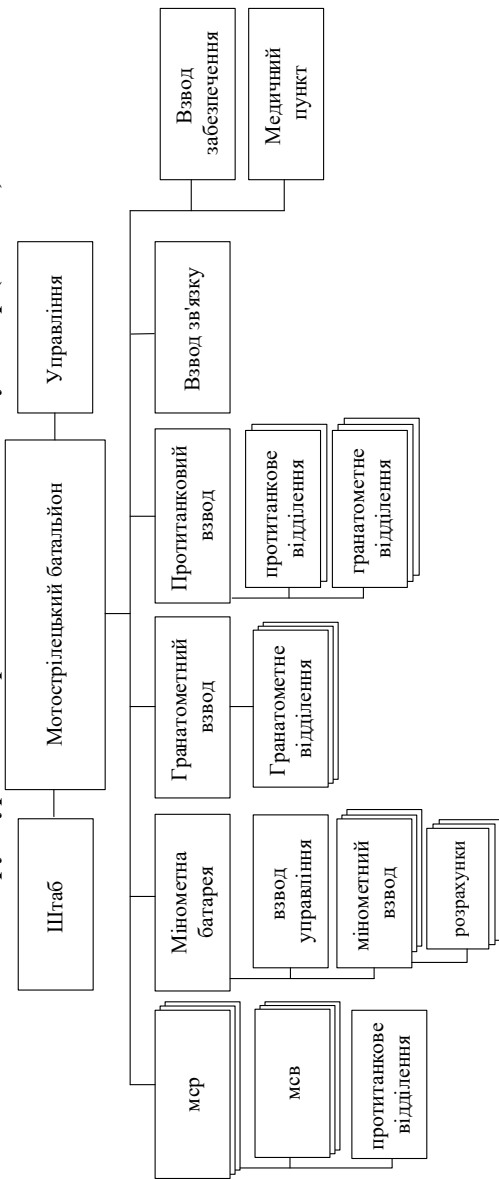 Штаб
Мотострілецький батальйон
Управління
мср
мсв
протитанкове
відділення
Мінометна
батарея
взвод
управління
мінометний
взвод
розрахунки
Гранатометний
взвод
Гранатометне
відділення
Протитанковий
взвод
протитанкове
відділення
гранатометне
відділення
Взвод зв'язку
Взвод
забезпечення
Медичний
пункт